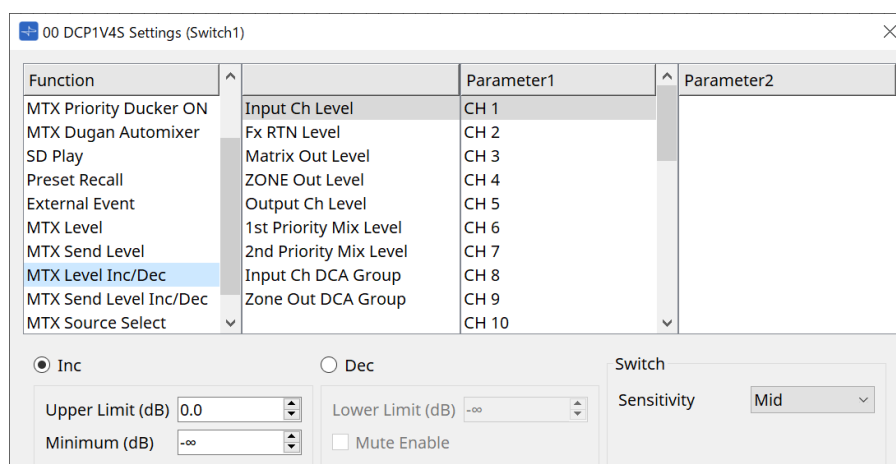 00 DCP1V4S Settings (Switch1)
Function Parameter1 Parameter2
MTX Priority Ducker ON Input Ch Level CH 1
MTX Dugan Automixer Fx RTN Level CH 2
SD Play Matrix Out Level CH 3
Preset Recall ZONE Out Level CH 4
External Event Output Ch Level CH 5
MTX Level 1st Priority Mix Level CH 6
MTX Send Level 2nd Priority Mix Level CH 7
MTX Level Inc/Dec Input Ch DCA Group CH 8
MTX Send Level Inc/Dec Zone Out DCA Group CH 9
MTX Source Select CH 10
Inc Dec Switch
Upper Limit (dB) 0.0 Lower Limit (dB) -∞ Sensitivity Mid
Minimum (dB) -∞ Mute Enable